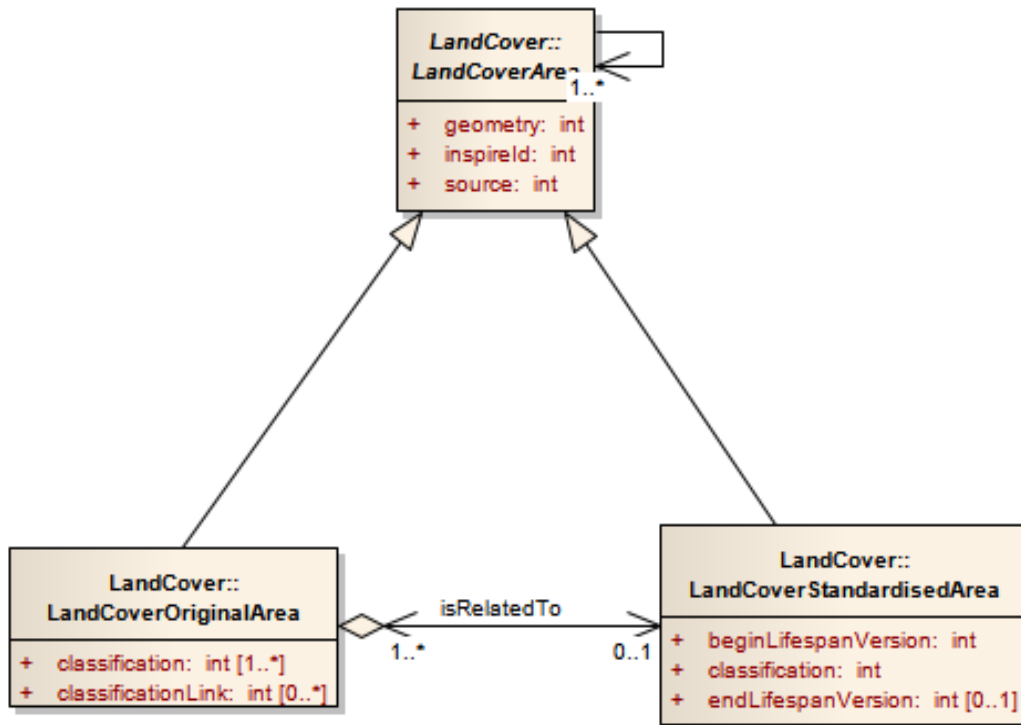 LandCover::
LandCoverArea
1..*
+ geometry: int
+ inspireId: int
+ source: int
LandCover::
LandCoverOriginalArea
+ classification: int [1..*]
+ classificationLink: int [0..*]
isRelatedTo
1..*
0..1
LandCover::
LandCoverStandardisedArea
+ beginLifespanVersion: int
+ classification: int
+ endLifespanVersion: int [0..1]